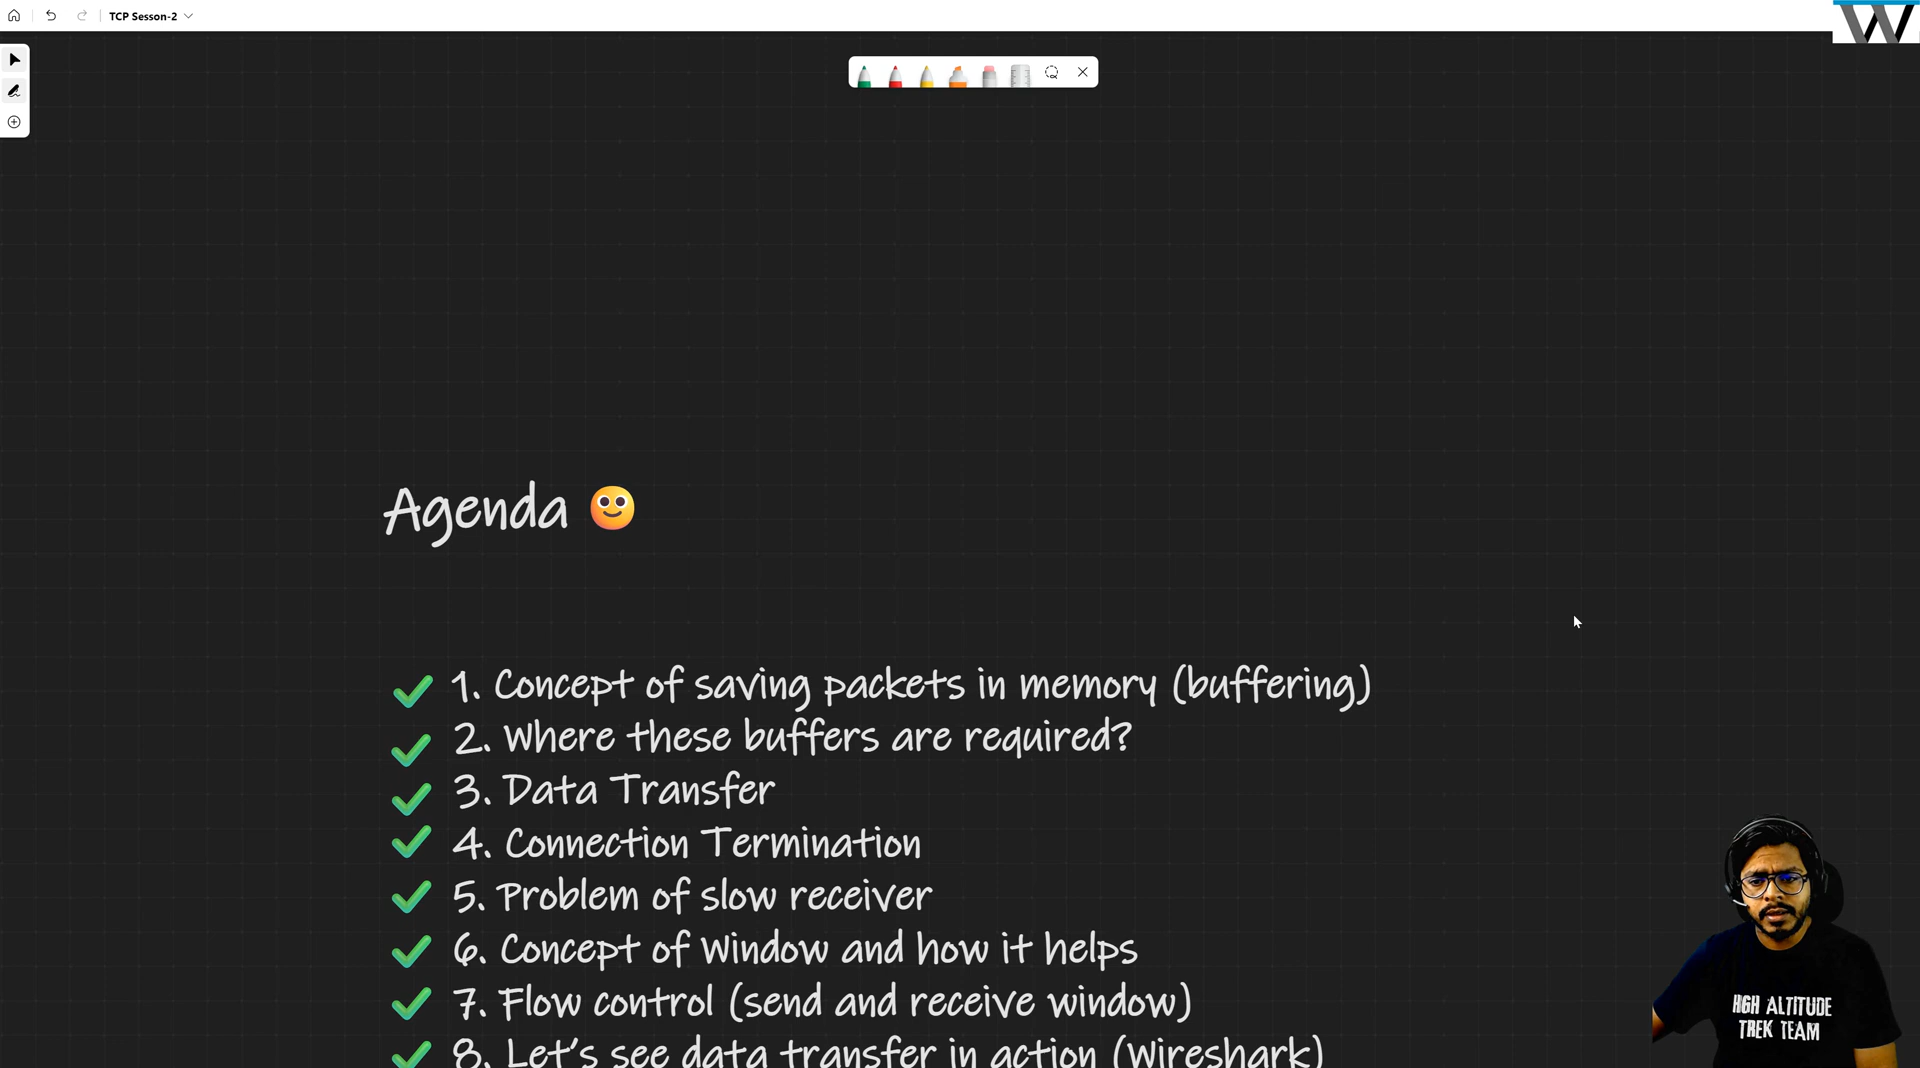 TCP Sesson-2
W
Agenda
1. Concept of saving packets in memory (buffering)
2. Where these buffers are required?
3. Data Transfer
4. Connection Termination
5. Problem of slow receiver
6. Concept of Window and how it helps
7. Flow control (send and receive window)
8. Let's see data transfer in action (Wireshark)
HIGH ALTITUDE
TREK TEAM